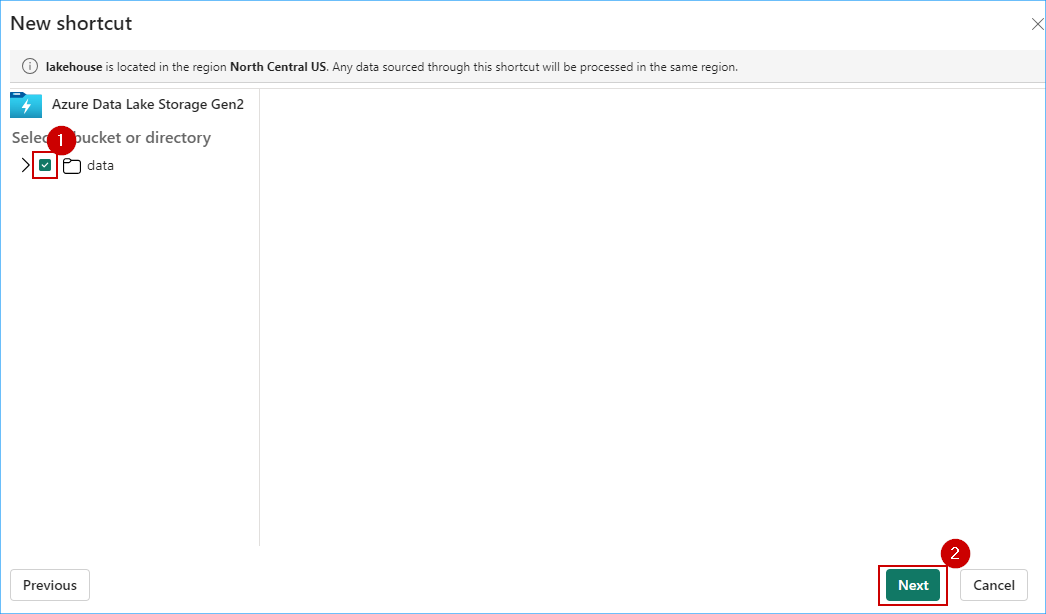 New shortcut
lakehouse is located in the region North Central US. Any data sourced through this shortcut will be processed in the same region.
Azure Data Lake Storage Gen2
Selec bucket or directory
1
data
2
Previous
Next
Cancel